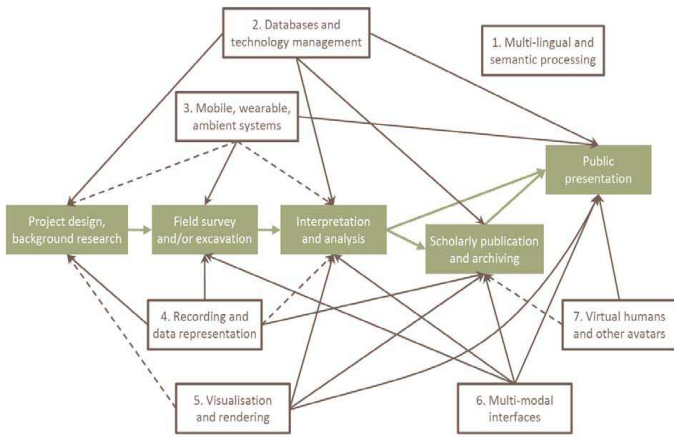 2. Databases and
technology management
1. Multi-lingual and
semantic processing
3. Mobile, wearable,
ambient systems
Public
presentation
Project design,
background research
Field survey
and/or excavation
Interpretation
and analysis
Scholarly publication
and archiving
4. Recording and
data representation
7. Virtual humans
and other avatars
5. Visualisation
and rendering
6. Multi-modal
interfaces